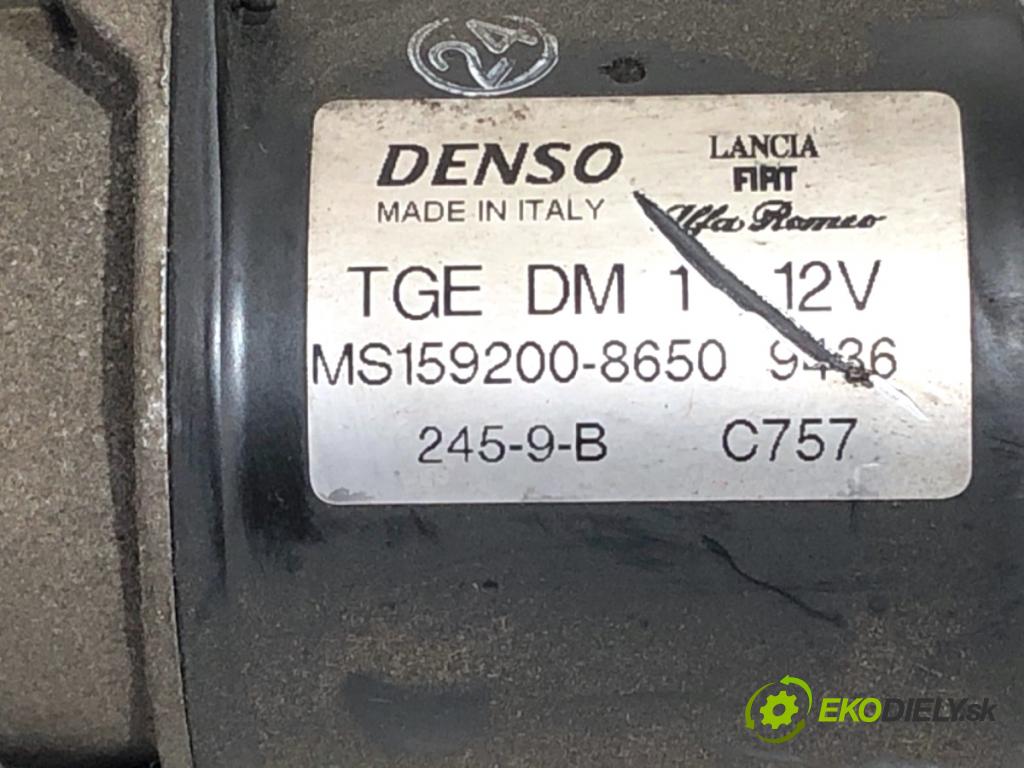 24
DENSO
MADE IN ITALY
LANCIA
FIAT
Alfa Romeo
TGE DM 1 12V
MS159200-8650 9436
245-9-B C757
EKODIELY.sk